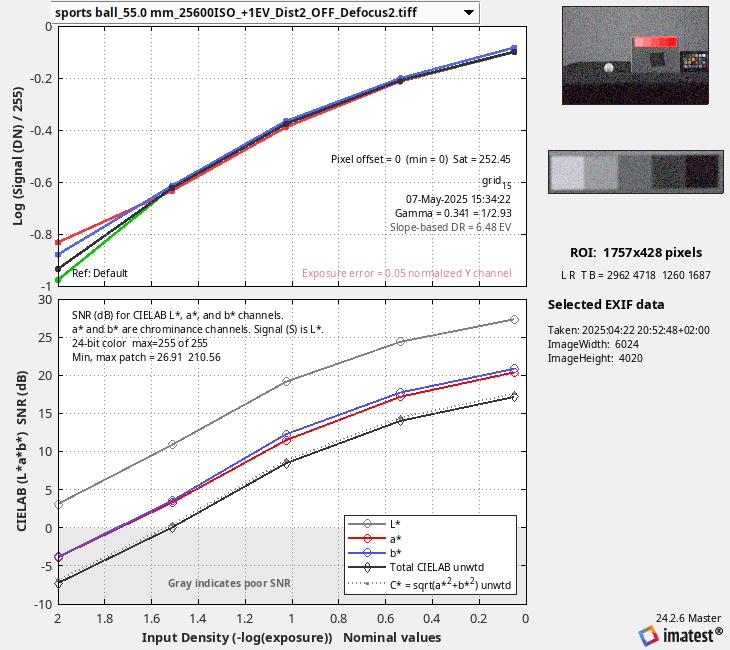 sports ball_55.0 mm_25600ISO_+1EV_Dist2_OFF_Defocus2.tiff
0
-0.2
-0.4
-0.6
-0.8
-1
Log (Signal (DN) / 255)
Pixel offset = 0 (min = 0) Sat = 252.45
grid_15
07-May-2025 15:34:22
Gamma = 0.341 = 1/2.93
Slope-based DR = 6.48 EV
Ref: Default
Exposure error = 0.05 normalized Y channel
30
25
20
15
10
5
0
-5
-10
CIELAB (L*a*b*) SNR (dB)
SNR (dB) for CIELAB L*, a*, and b* channels.
a* and b* are chrominance channels. Signal (S) is L*.
24-bit color max=255 of 255
Min, max patch = 26.91 210.56
L*
a*
b*
Total CIELAB unwtd
C* = sqrt(a*²+b*²) unwtd
Gray indicates poor SNR
2 1.8 1.6 1.4 1.2 1 0.8 0.6 0.4 0.2 0
Input Density (-log(exposure)) Nominal values
ROI: 1757x428 pixels
L R T B = 2962 4718 1260 1687
Selected EXIF data
Taken: 2025:04:22 20:52:48+02:00
ImageWidth: 6024
ImageHeight: 4020
24.2.6 Master
imatest®